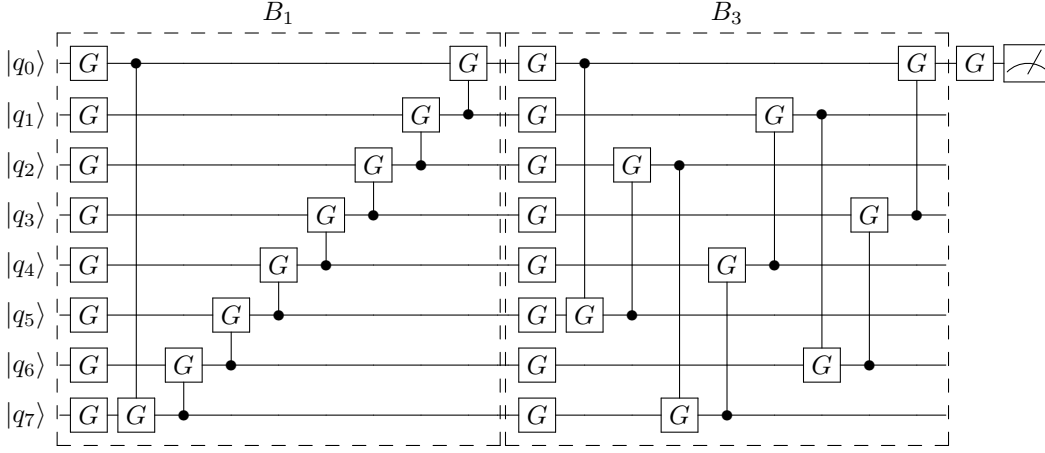 B₁ B₃
|q₀⟩ G G G G G
|q₁⟩ G G G G
|q₂⟩ G G G G
|q₃⟩ G G G G
|q₄⟩ G G G G
|q₅⟩ G G G G
|q₆⟩ G G G G
|q₇⟩ G G G G